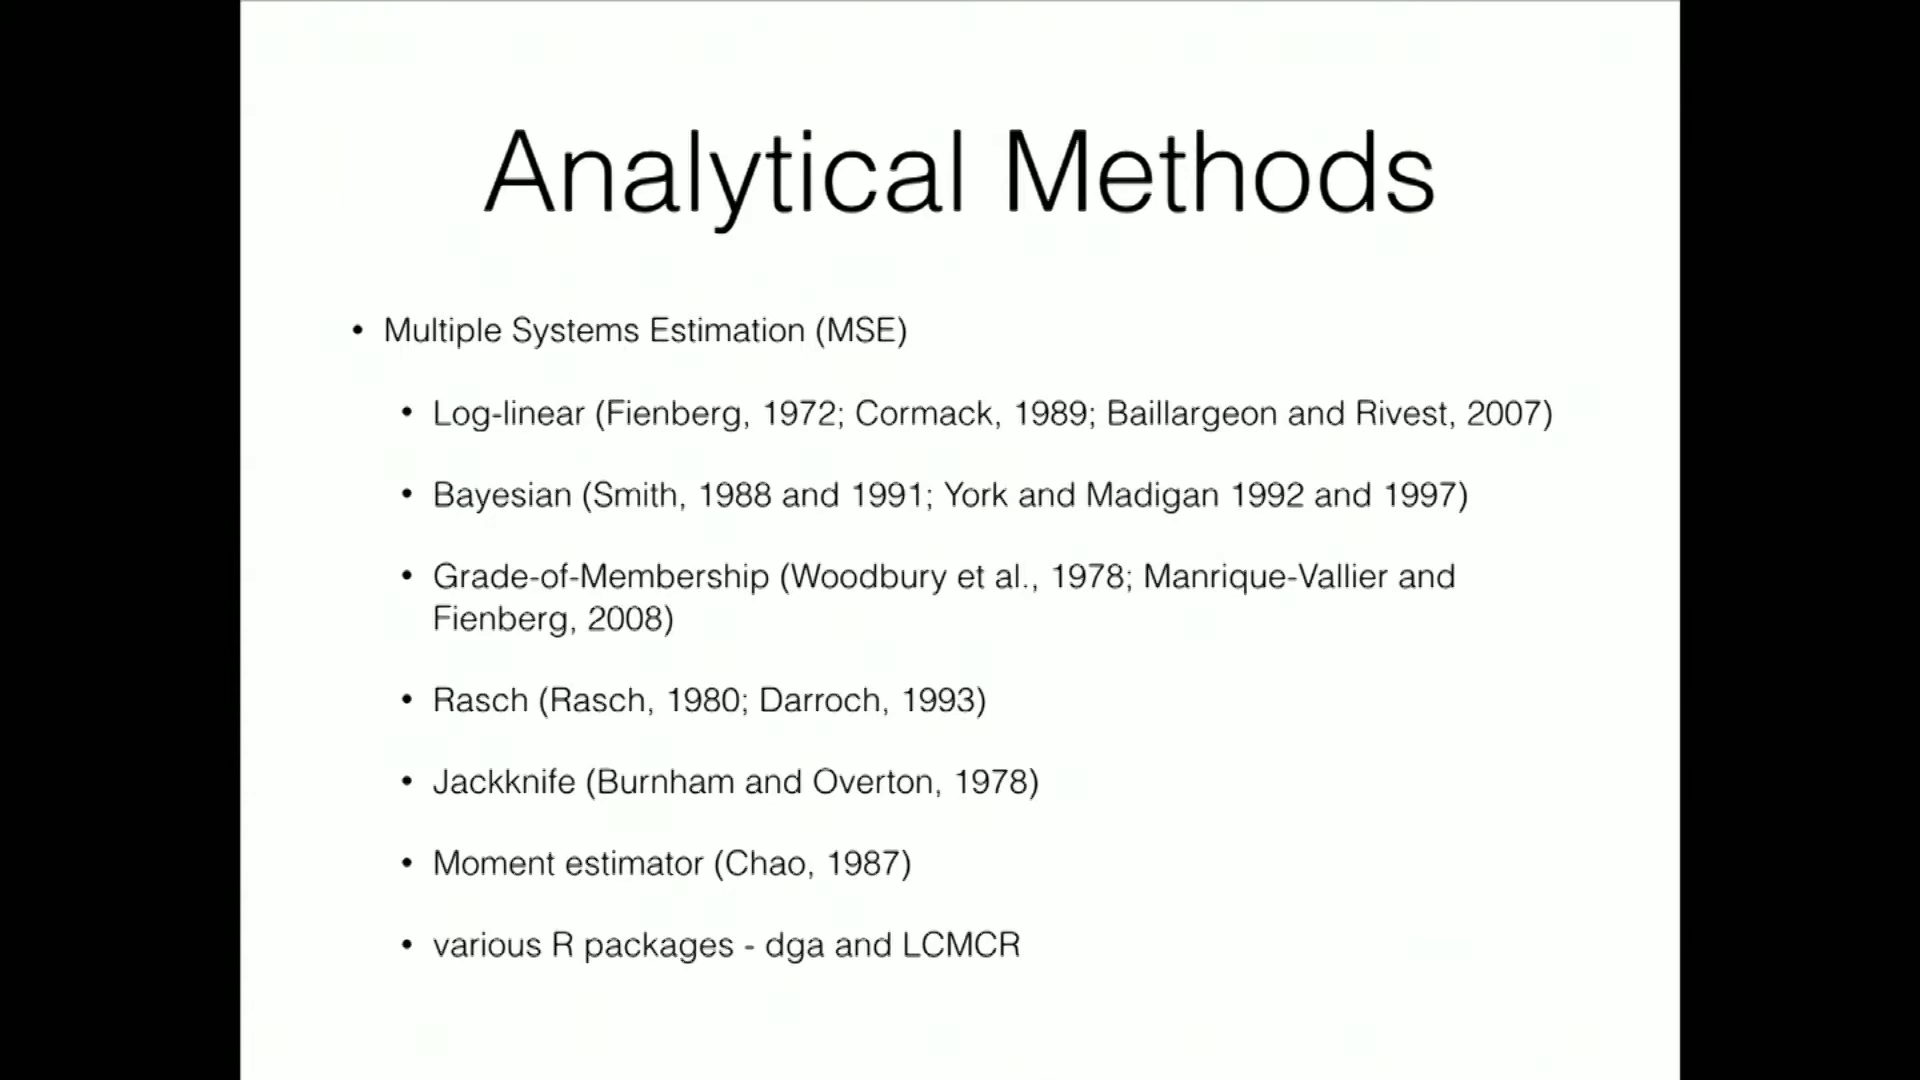 Analytical Methods
• Multiple Systems Estimation (MSE)
• Log-linear (Fienberg, 1972; Cormack, 1989; Baillargeon and Rivest, 2007)
• Bayesian (Smith, 1988 and 1991; York and Madigan 1992 and 1997)
• Grade-of-Membership (Woodbury et al., 1978; Manrique-Vallier and
Fienberg, 2008)
• Rasch (Rasch, 1980; Darroch, 1993)
• Jackknife (Burnham and Overton, 1978)
• Moment estimator (Chao, 1987)
• various R packages - dga and LCMCR